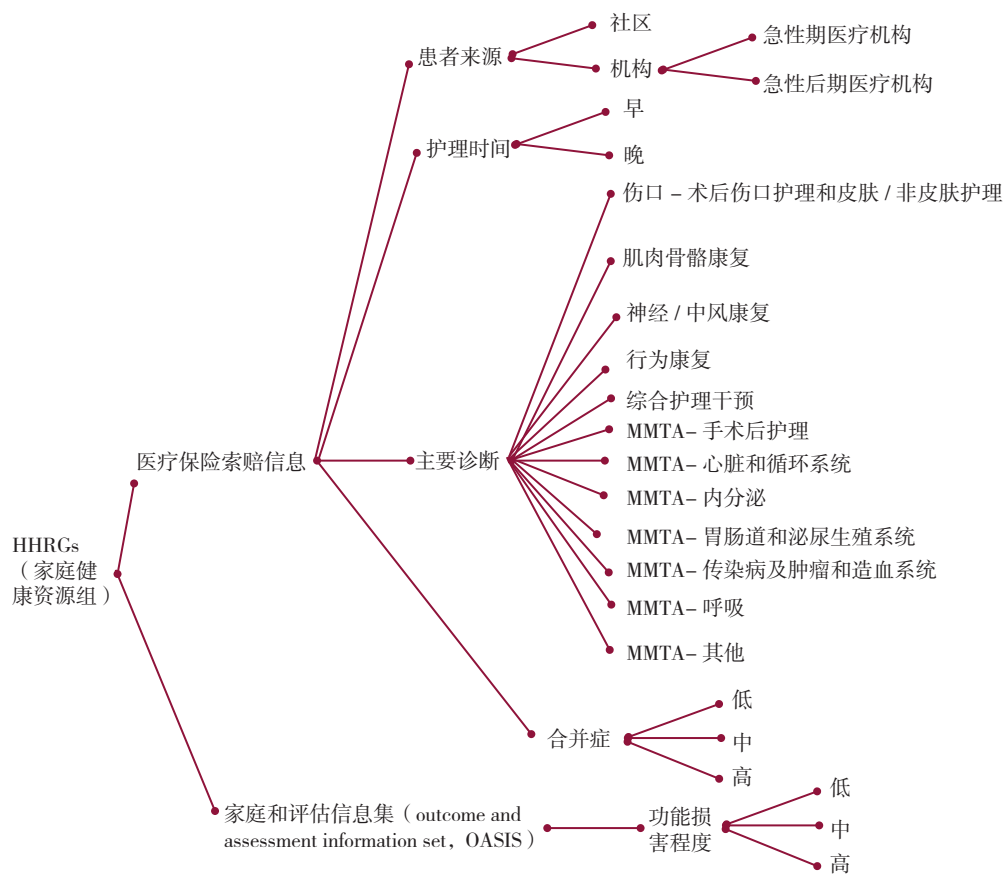 患者来源
社区
机构
急性期医疗机构
急性后期医疗机构
护理时间
早
晚
伤口 – 术后伤口护理和皮肤 / 非皮肤护理
肌肉骨骼康复
神经 / 中风康复
行为康复
综合护理干预
MMTA– 手术后护理
医疗保险索赔信息
主要诊断
MMTA– 心脏和循环系统
MMTA– 内分泌
MMTA– 胃肠道和泌尿生殖系统
MMTA– 传染病及肿瘤和造血系统
MMTA– 呼吸
MMTA– 其他
HHRGs
（家庭健
康资源组）
合并症
低
中
高
家庭和评估信息集（outcome and
assessment information set，OASIS）
功能损
害程度
低
中
高